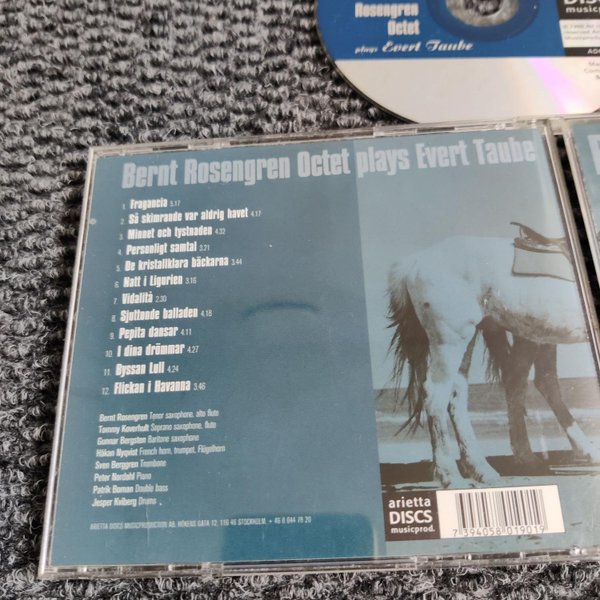 Rosengren
Octet
plays Evert Taube
DISCS
musicprod.
Bernt Rosengren Octet plays Evert Taube
1. Fragancia 5.17
2. Så skimrande var aldrig havet 4.17
3. Minnet och tystnaden 4.32
4. Personligt samtal 3.21
5. De kristallklara bäckarna 3.44
6. Natt i Ligurien 3.16
7. Vidalitá 2.30
8. Sjuttonde balladen 4.18
9. Pepita dansar 4.11
10. I dina drömmar 4.27
11. Byssan Lull 4.24
12. Flickan i Havanna 3.46
Bernt Rosengren Tenor saxophone, alto flute
Tommy Koverhult Soprano saxophone, flute
Gunnar Bergsten Baritone saxophone
Håkan Nyqvist French horn, trumpet, Flügelhorn
Sven Berggren Trombone
Peter Nordahl Piano
Patrik Boman Double bass
Jesper Kviberg Drums
ARIETTA DISCS MUSICPRODUCTION AB, HÖKENS GATA 12, 116 46 STOCKHOLM, + 46 8 644 75 20
arietta
DISCS
musicprod.
7 394058 019019